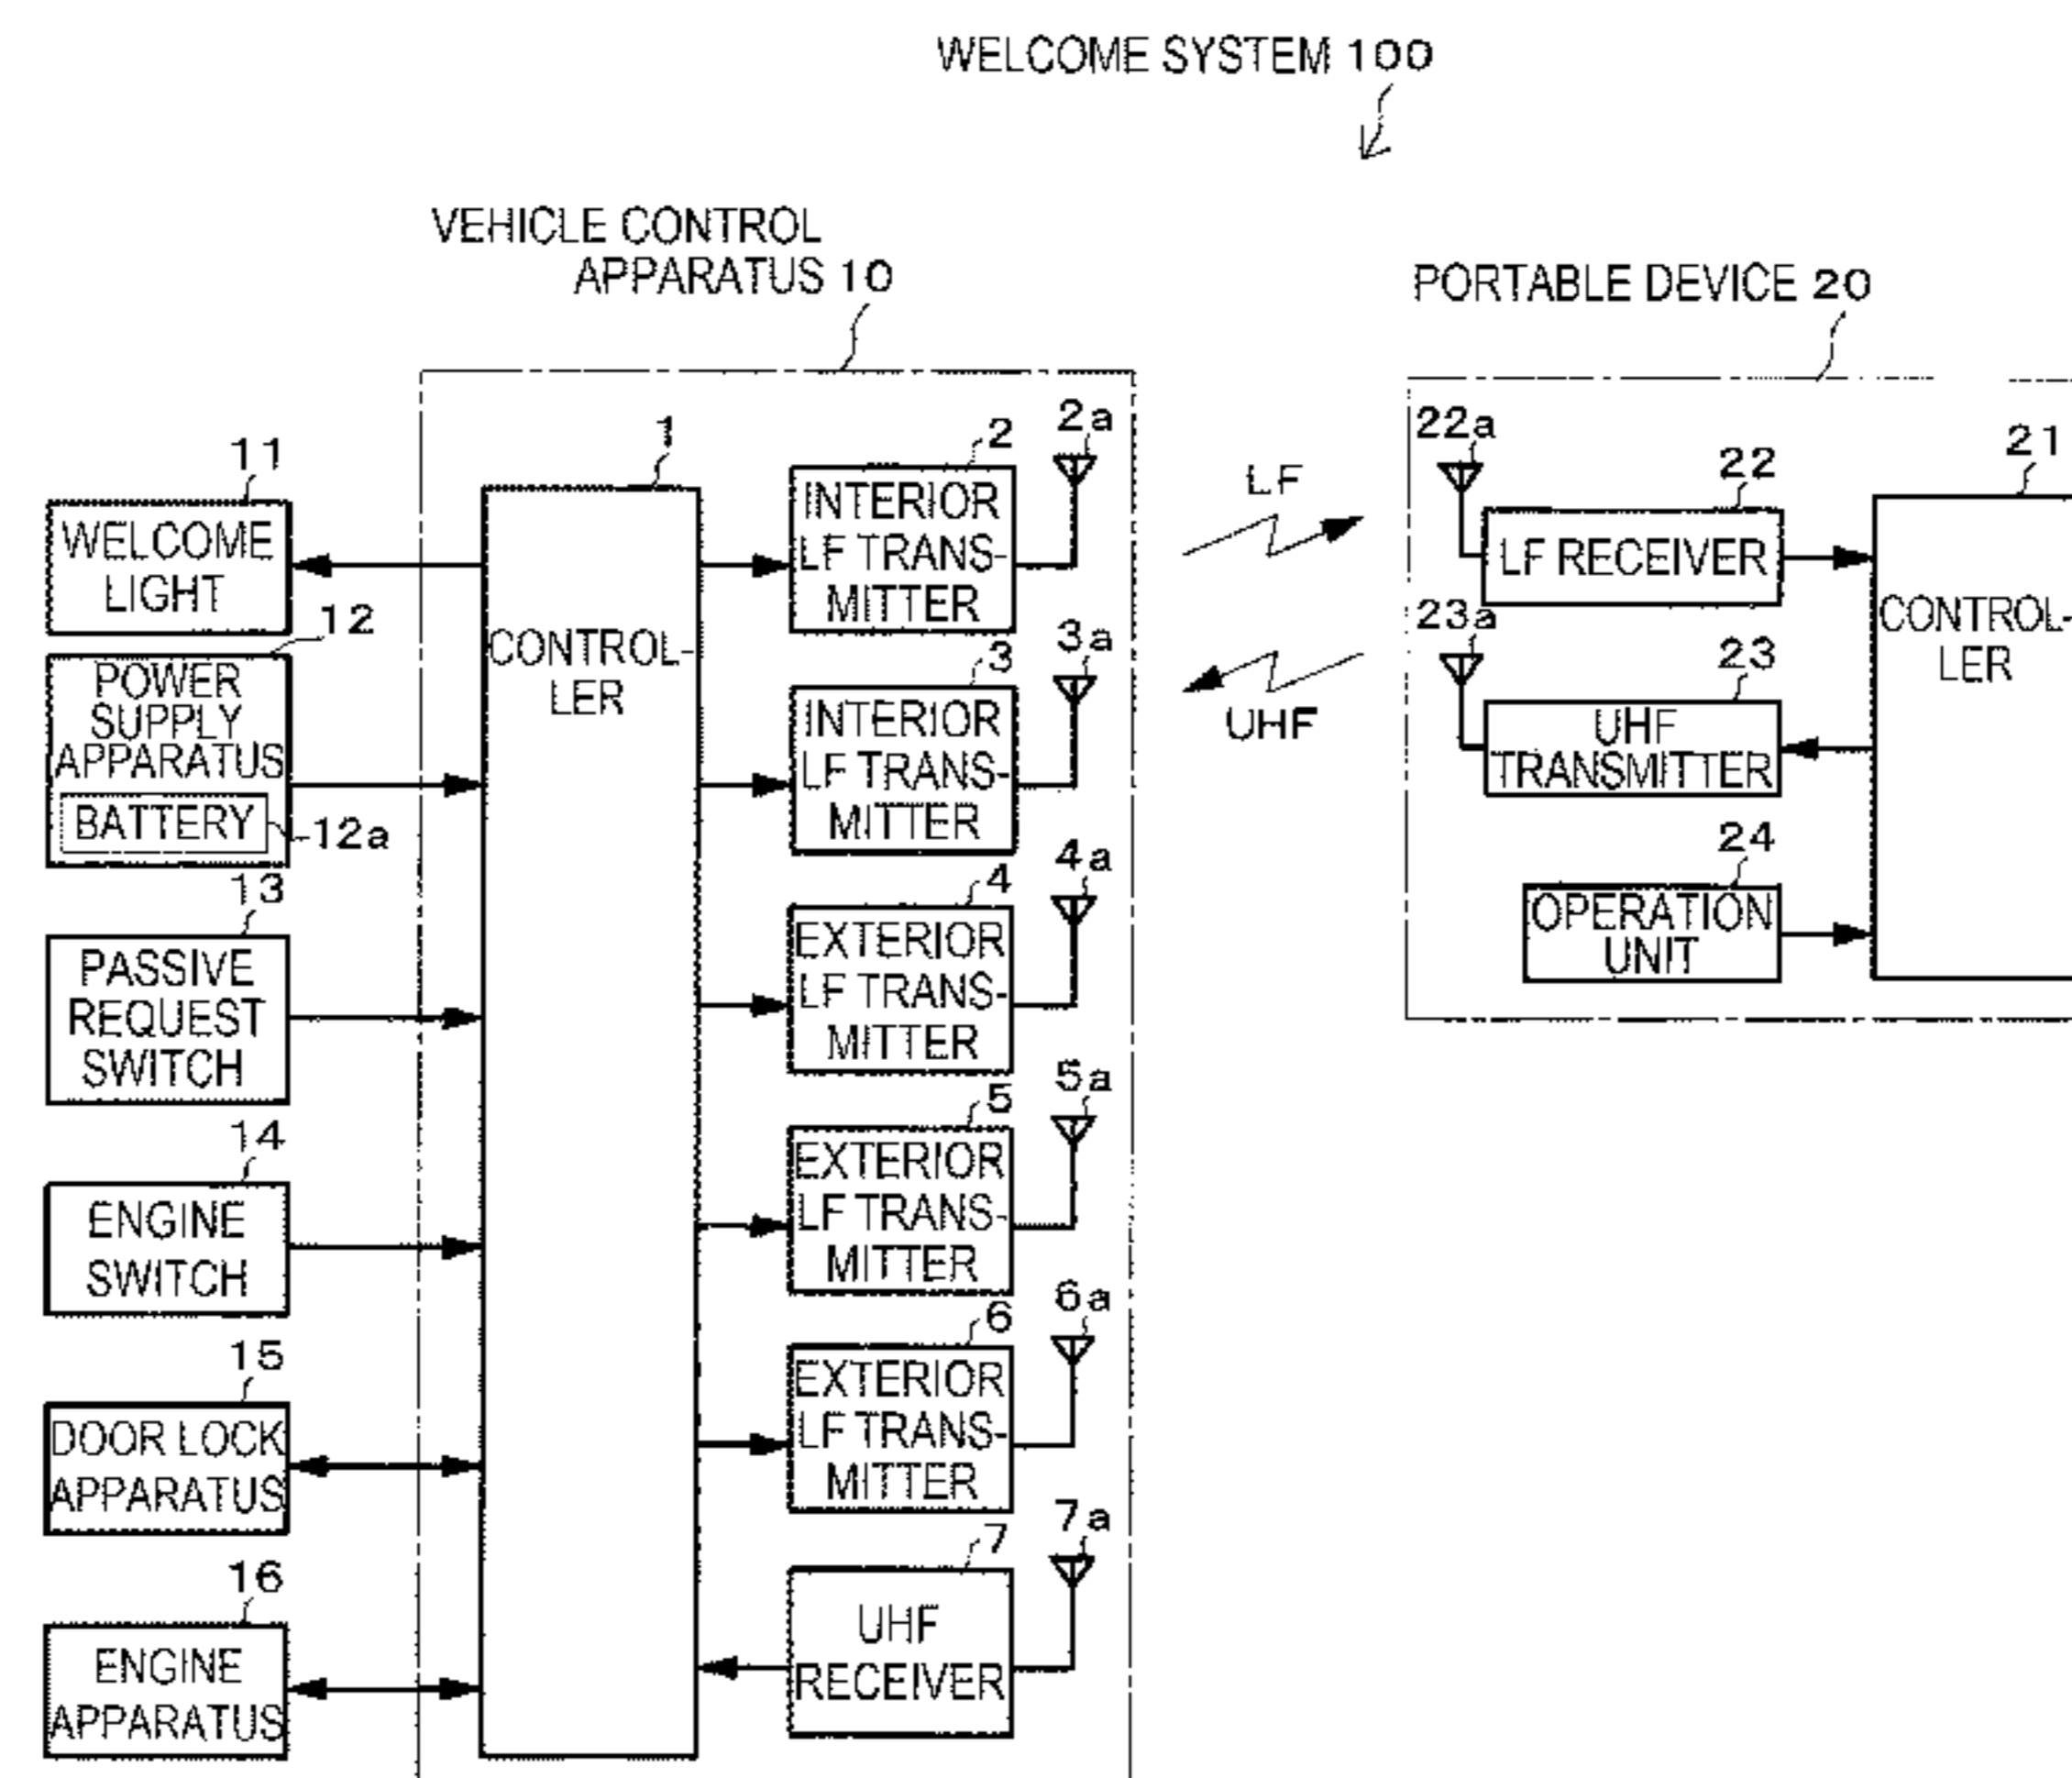 WELCOME SYSTEM 100
VEHICLE CONTROL
APPARATUS 10
PORTABLE DEVICE 20
11
WELCOME
LIGHT
12
POWER
SUPPLY
APPARATUS
BATTERY
12a
13
PASSIVE
REQUEST
SWITCH
14
ENGINE
SWITCH
15
DOOR LOCK
APPARATUS
16
ENGINE
APPARATUS
1
CONTROL-
LER
2
2a
INTERIOR
LF TRANS-
MITTER
3
3a
INTERIOR
LF TRANS-
MITTER
4
4a
EXTERIOR
LF TRANS-
MITTER
5
5a
EXTERIOR
LF TRANS-
MITTER
6
6a
EXTERIOR
LF TRANS-
MITTER
7
7a
UHF
RECEIVER
LF
UHF
22a
22
LF RECEIVER
23a
23
UHF
TRANSMITTER
24
OPERATION
UNIT
21
CONTROL-
LER